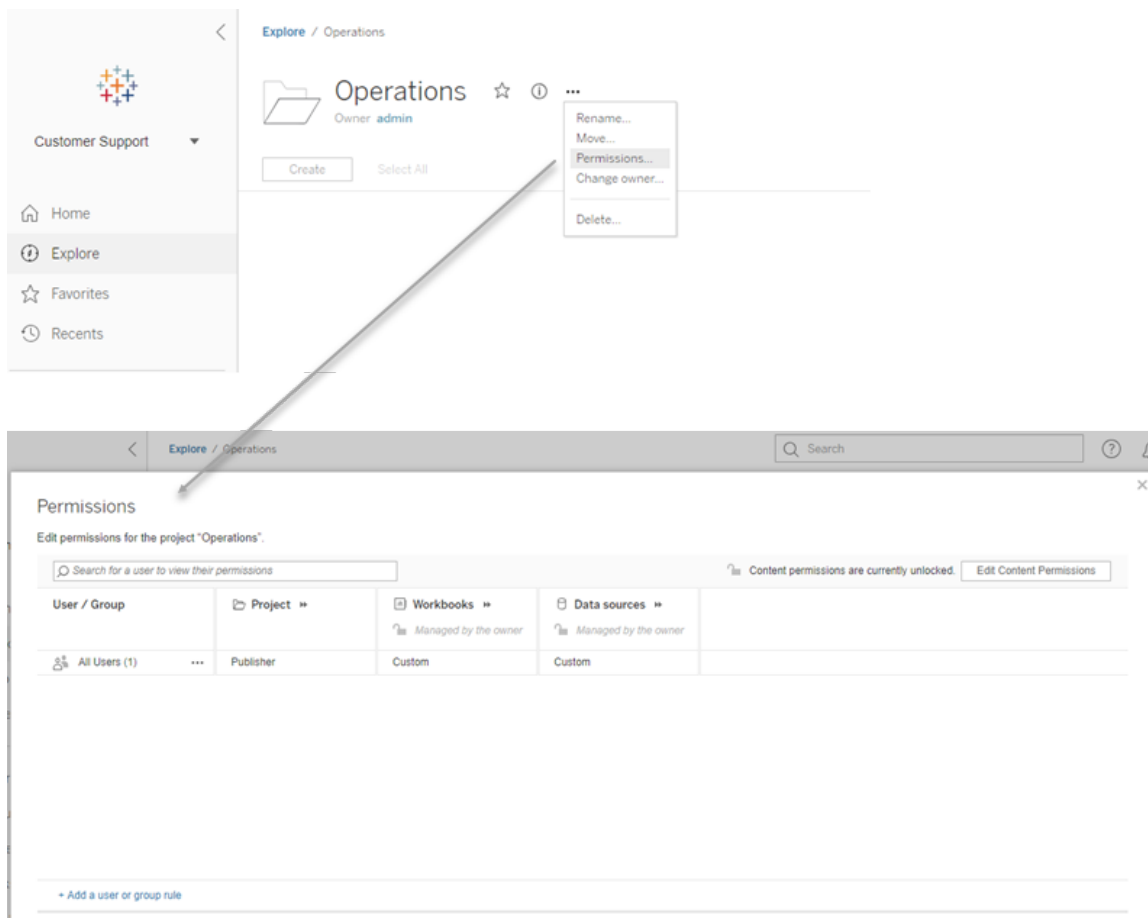 Explore / Operations
Operations
Owner admin
Customer Support
Create Select All
Rename...
Move...
Permissions...
Change owner...
Delete...
Home
Explore
Favorites
Recents
Explore / Operations
Search
Permissions
Edit permissions for the project “Operations”.
Search for a user to view their permissions
Content permissions are currently unlocked. Edit Content Permissions
User / Group Project Workbooks Data sources
Managed by the owner Managed by the owner
All Users (1) ... Publisher Custom Custom
+ Add a user or group rule